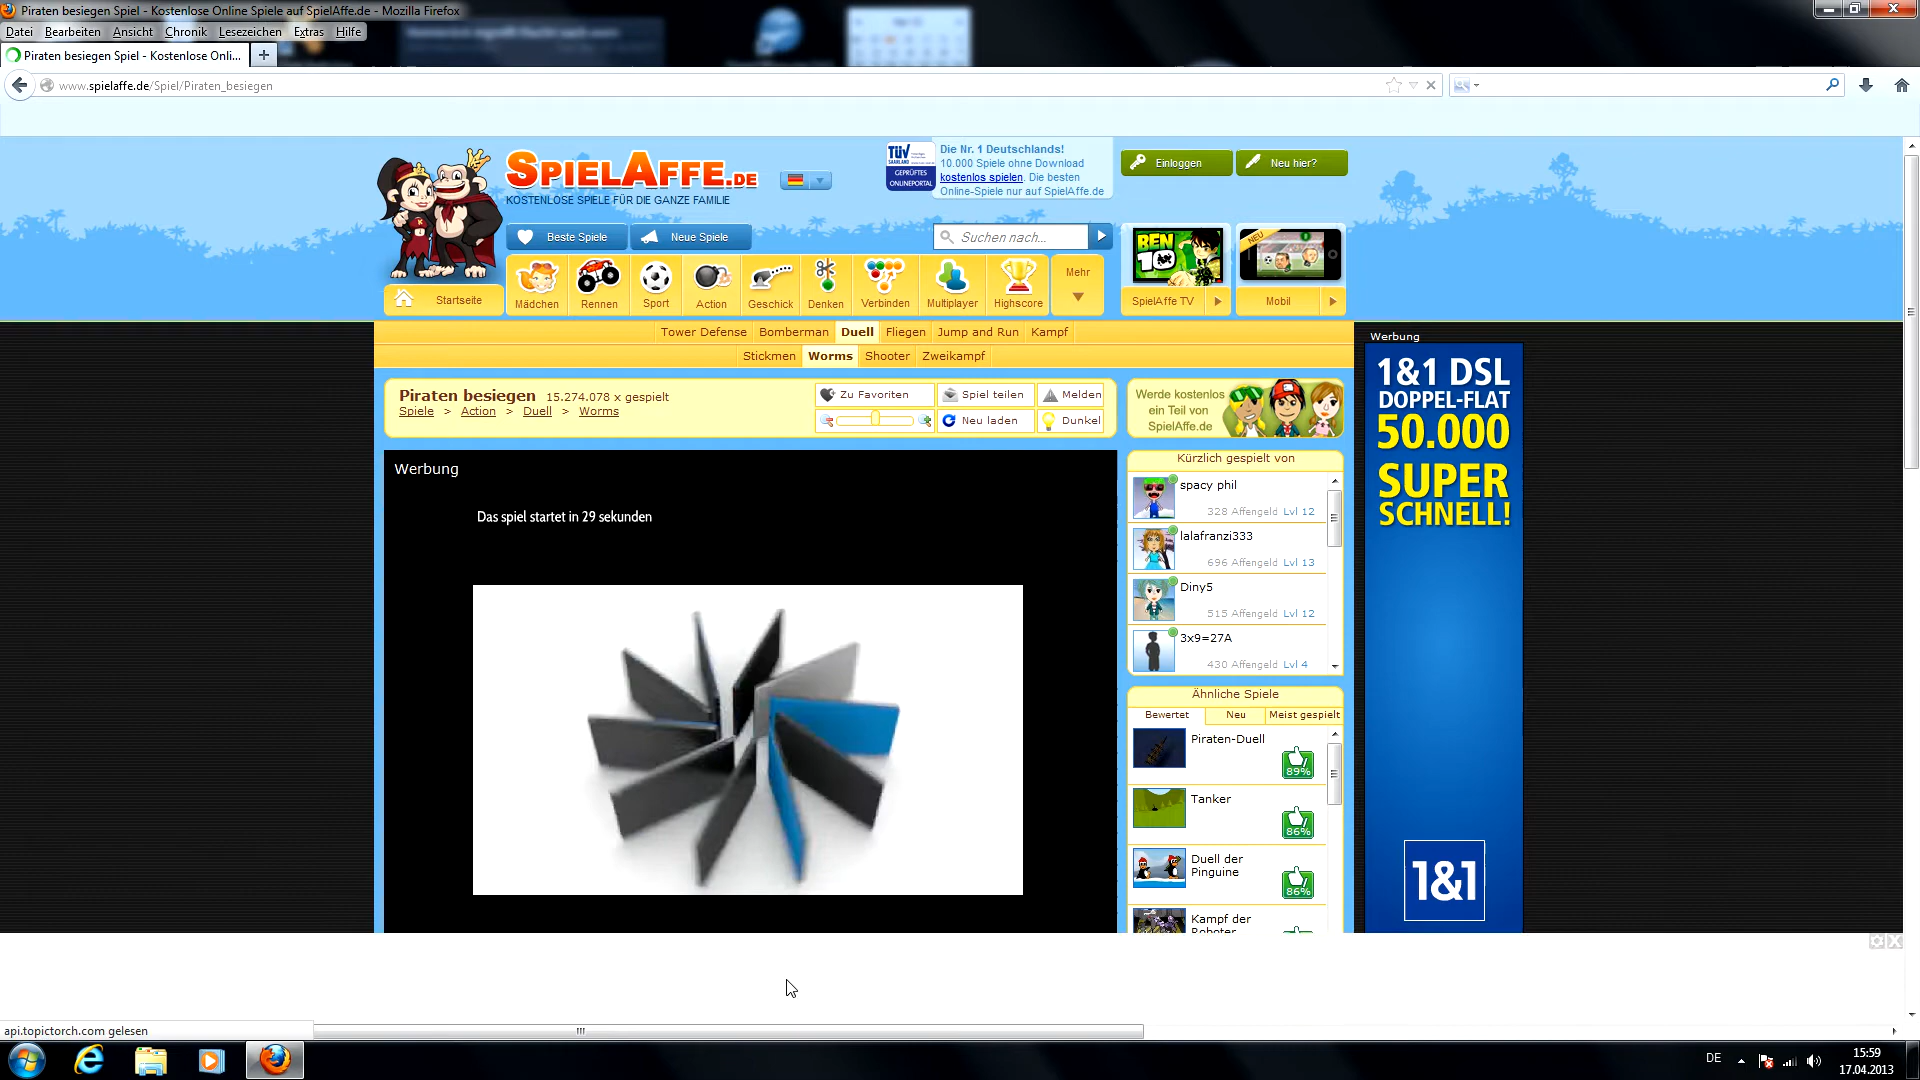 Piraten besiegen Spiel - Kostenlose Online Spiele auf SpielAffe.de - Mozilla Firefox
Datei Bearbeiten Ansicht Chronik Lesezeichen Extras Hilfe
Piraten besiegen Spiel - Kostenlose Onli...
www.spielaffe.de/Spiel/Piraten_besiegen
SPIELAFFE.DE
KOSTENLOSE SPIELE FÜR DIE GANZE FAMILIE
TÜV
SAARLAND
GEPRÜFTES
ONLINEPORTAL
Die Nr. 1 Deutschlands!
10.000 Spiele ohne Download
kostenlos spielen. Die besten
Online-Spiele nur auf SpielAffe.de
Einloggen
Neu hier?
Beste Spiele
Neue Spiele
Suchen nach...
BEN
10
NEU
Startseite
Mädchen
Rennen
Sport
Action
Geschick
Denken
Verbinden
Multiplayer
Highscore
Mehr
SpielAffe TV
Mobil
Tower Defense Bomberman Duell Fliegen Jump and Run Kampf
Stickmen Worms Shooter Zweikampf
Piraten besiegen 15.274.078 x gespielt
Spiele > Action > Duell > Worms
Zu Favoriten
Spiel teilen
Melden
Neu laden
Dunkel
Werde kostenlos
ein Teil von
SpielAffe.de
Werbung
Das spiel startet in 29 sekunden
Kürzlich gespielt von
spacy phil
328 Affengeld Lvl 12
lalafranzi333
696 Affengeld Lvl 13
Diny5
515 Affengeld Lvl 12
3x9=27A
430 Affengeld Lvl 4
Ähnliche Spiele
Bewertet Neu Meist gespielt
Piraten-Duell
89%
Tanker
86%
Duell der
Pinguine
86%
Kampf der
Roboter
Werbung
1&1 DSL
DOPPEL-FLAT
50.000
SUPER
SCHNELL!
1&1
api.topictorch.com gelesen
DE
15:59
17.04.2013